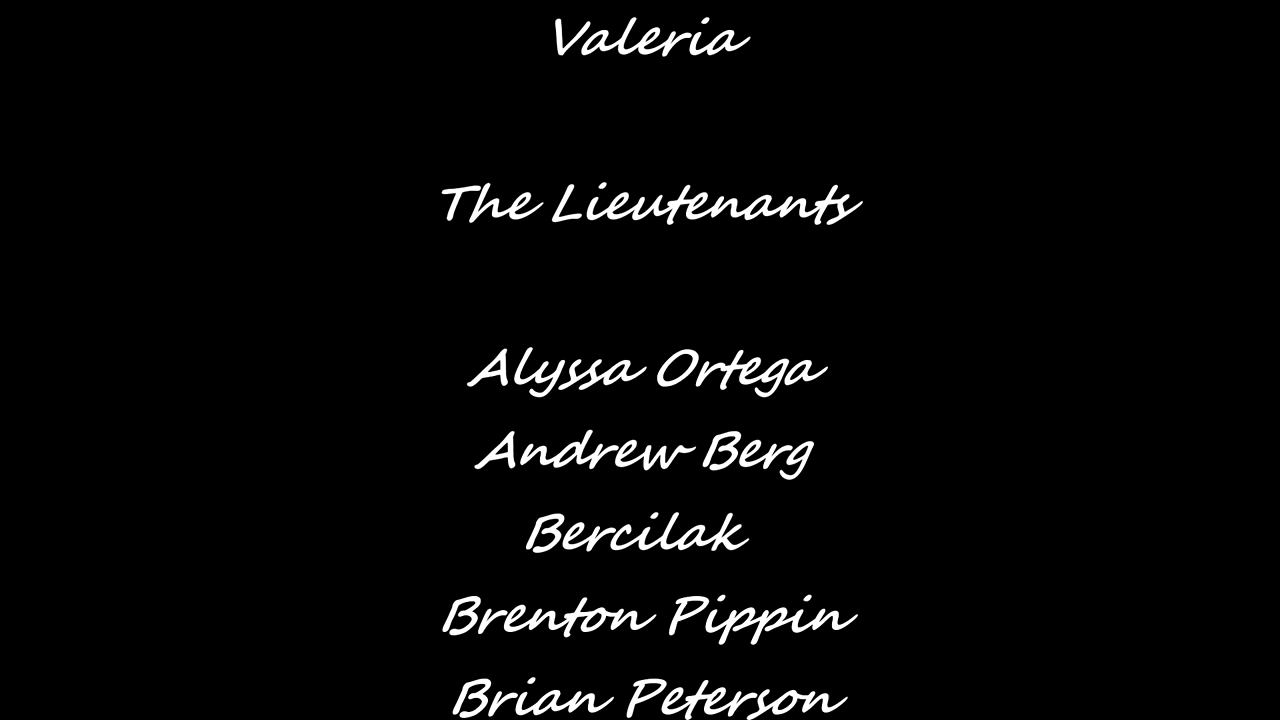 Valeria
The Lieutenants
Alyssa Ortega
Andrew Berg
Bercilak
Brenton Pippin
Brian Peterson